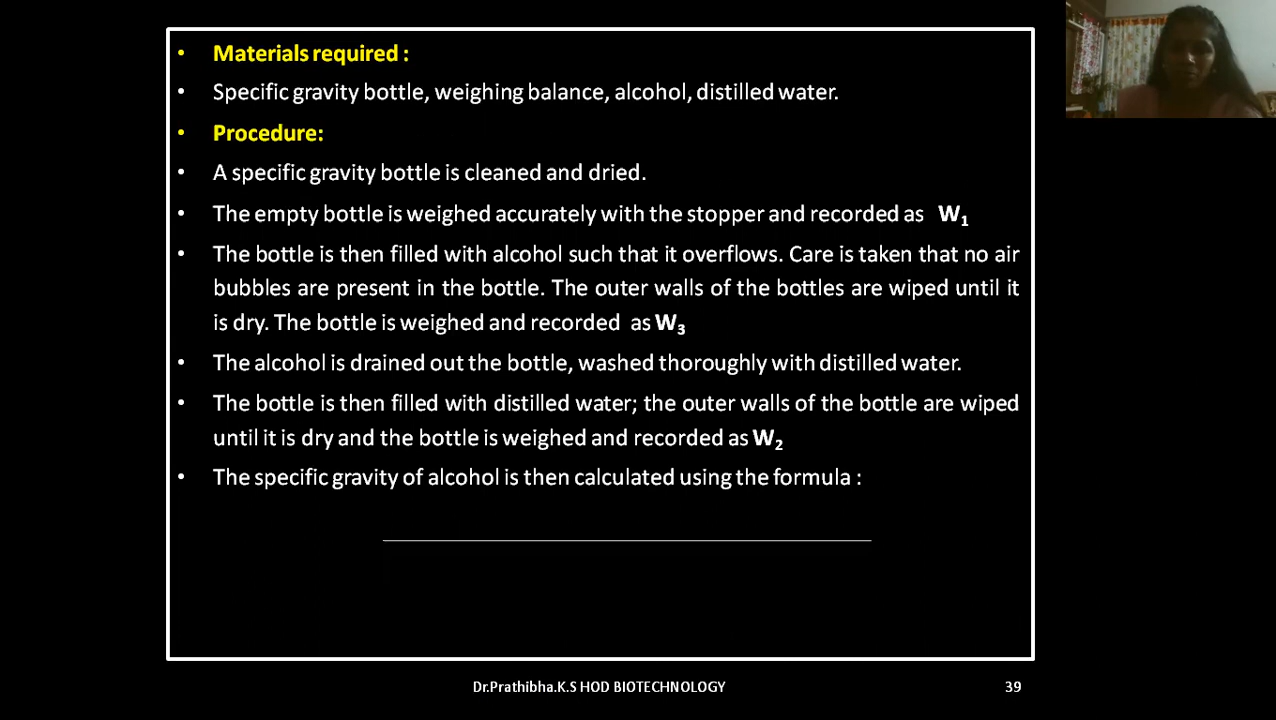 • Materials required :
• Specific gravity bottle, weighing balance, alcohol, distilled water.
• Procedure:
• A specific gravity bottle is cleaned and dried.
• The empty bottle is weighed accurately with the stopper and recorded as W₁
• The bottle is then filled with alcohol such that it overflows. Care is taken that no air
bubbles are present in the bottle. The outer walls of the bottles are wiped until it
is dry. The bottle is weighed and recorded as W₃
• The alcohol is drained out the bottle, washed thoroughly with distilled water.
• The bottle is then filled with distilled water; the outer walls of the bottle are wiped
until it is dry and the bottle is weighed and recorded as W₂
• The specific gravity of alcohol is then calculated using the formula :
Dr.Prathibha.K.S HOD BIOTECHNOLOGY
39